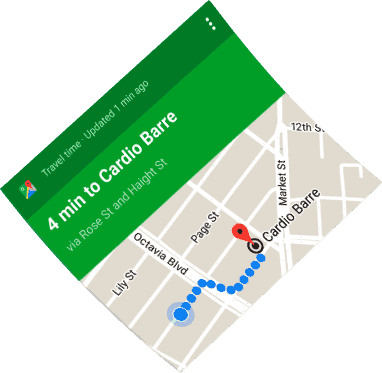 Travel time · Updated 1 min ago
4 min to Cardio Barre
via Rose St and Haight St
12th St
Market St
Cardio Barre
Page St
Octavia Blvd
Lily St